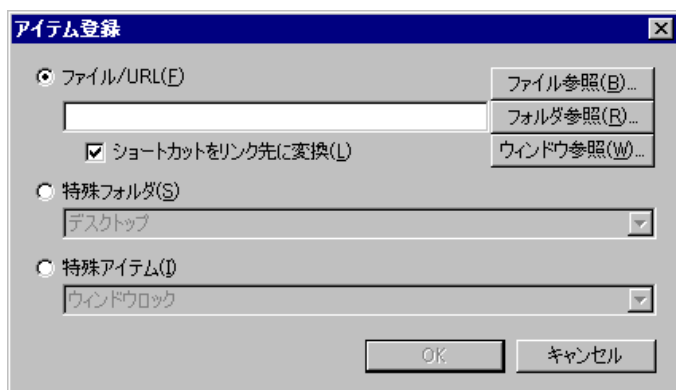 アイテム登録
ファイル/URL(F)
ファイル参照(B)...
フォルダ参照(R)...
ショートカットをリンク先に変換(L)
ウィンドウ参照(W)...
特殊フォルダ(S)
デスクトップ
特殊アイテム(I)
ウィンドウロック
OK
キャンセル